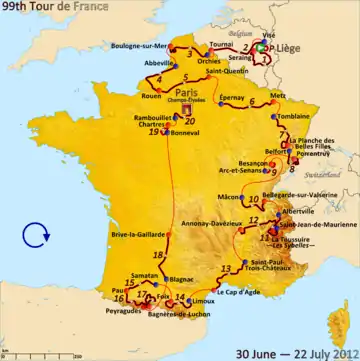 99th Tour de France
Belgium
Visé
Boulogne-sur-Mer
Tournai
2
P Liège
3
Seraing
1
Orchies
Abbeville
Saint-Quentin
4
5
Rouen
Paris
Champs-Élysées
Épernay
6
Metz
Rambouillet
20
Tomblaine
Chartres
19
Bonneval
7
La Planche des
Belles Filles
Belfort
Porrentruy
8
Besançon
Arc-et-Senans
9
Switzerland
Mâcon
10
Bellegarde-sur-Valserine
Albertville
Annonay-Davézieux
12
Saint-Jean-de-Maurienne
11
La Toussuire
-Les Sybelles-
Brive-la-Gaillarde
18
13
Saint-Paul-
Trois-Châteaux
Samatan
15
Blagnac
Pau
16
17
Foix
14
Limoux
Le Cap d'Agde
Peyragudes
Bagnères-de-Luchon
km
0
250
30 June — 22 July 2012